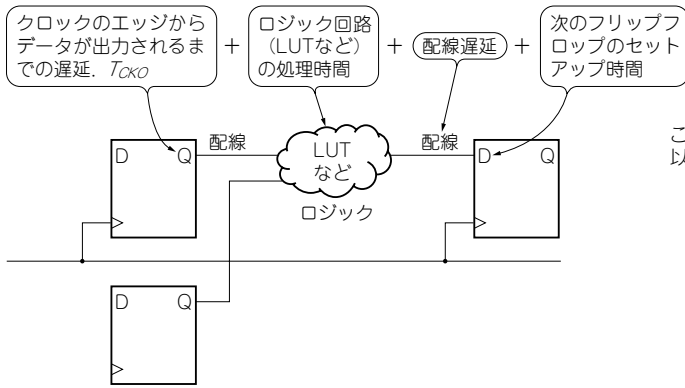 クロックのエッジから
データが出力されるま
での遅延．TCKO
+
ロジック回路
（LUTなど）
の処理時間
+
配線遅延
+
次のフリップフ
ロップのセット
アップ時間
こ
以
D Q
配線
LUT
など
ロジック
配線
D Q
D Q